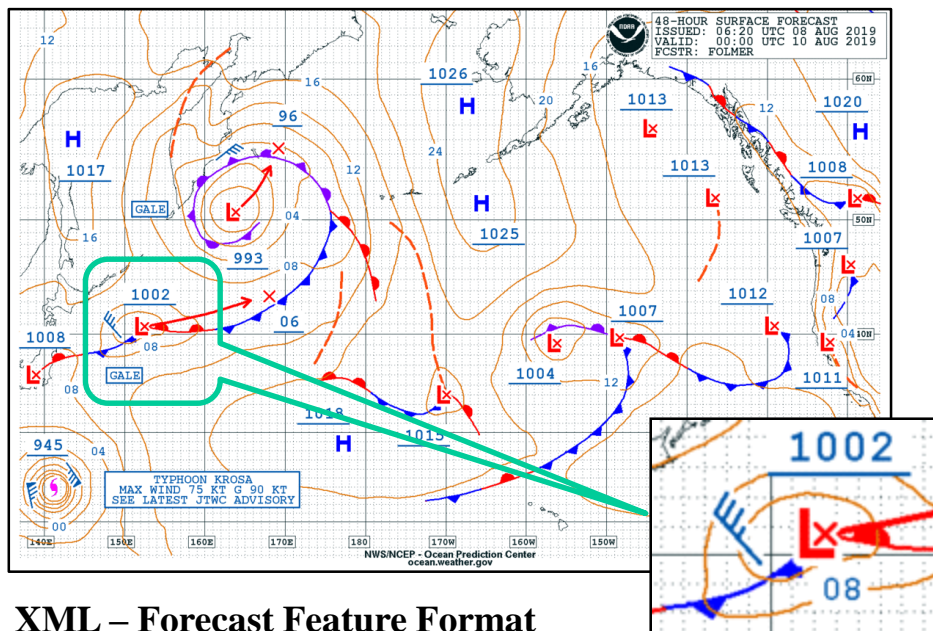 48-HOUR SURFACE FORECAST
ISSUED: 06:20 UTC 08 AUG 2019
VALID: 00:00 UTC 10 AUG 2019
FCSTR: FOLMER
NOAA
12
16
1026
16
60N
20
1013
12
1020
H
L
H
96
H
24
1017
12
1013
1008
GALE
L
04
H
L
L
50N
16
1025
993
08
1007
L
1002
1012
08
06
1007
1008
L
08
L
L
L
04
40N
L
1004
L
GALE
12
1011
08
L
1018
1015
945
04
H
TYPHOON KROSA
MAX WIND 75 KT G 90 KT
SEE LATEST JTWC ADVISORY
00
140E
150E
160E
170E
180
170W
160W
150W
NWS/NCEP - Ocean Prediction Center
ocean.weather.gov
1002
L
08
XML – Forecast Feature Format